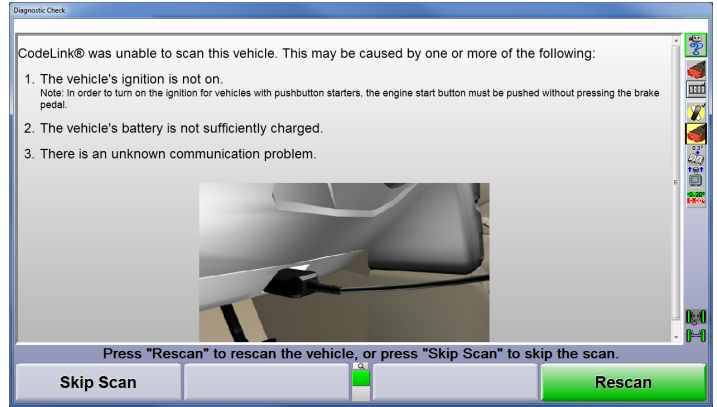 Diagnostic Check
CodeLink® was unable to scan this vehicle. This may be caused by one or more of the following:
1. The vehicle's ignition is not on.
Note: In order to turn on the ignition for vehicles with pushbutton starters, the engine start button must be pushed without pressing the brake
pedal.
2. The vehicle's battery is not sufficiently charged.
3. There is an unknown communication problem.
Press "Rescan" to rescan the vehicle, or press "Skip Scan" to skip the scan.
Skip Scan
Rescan